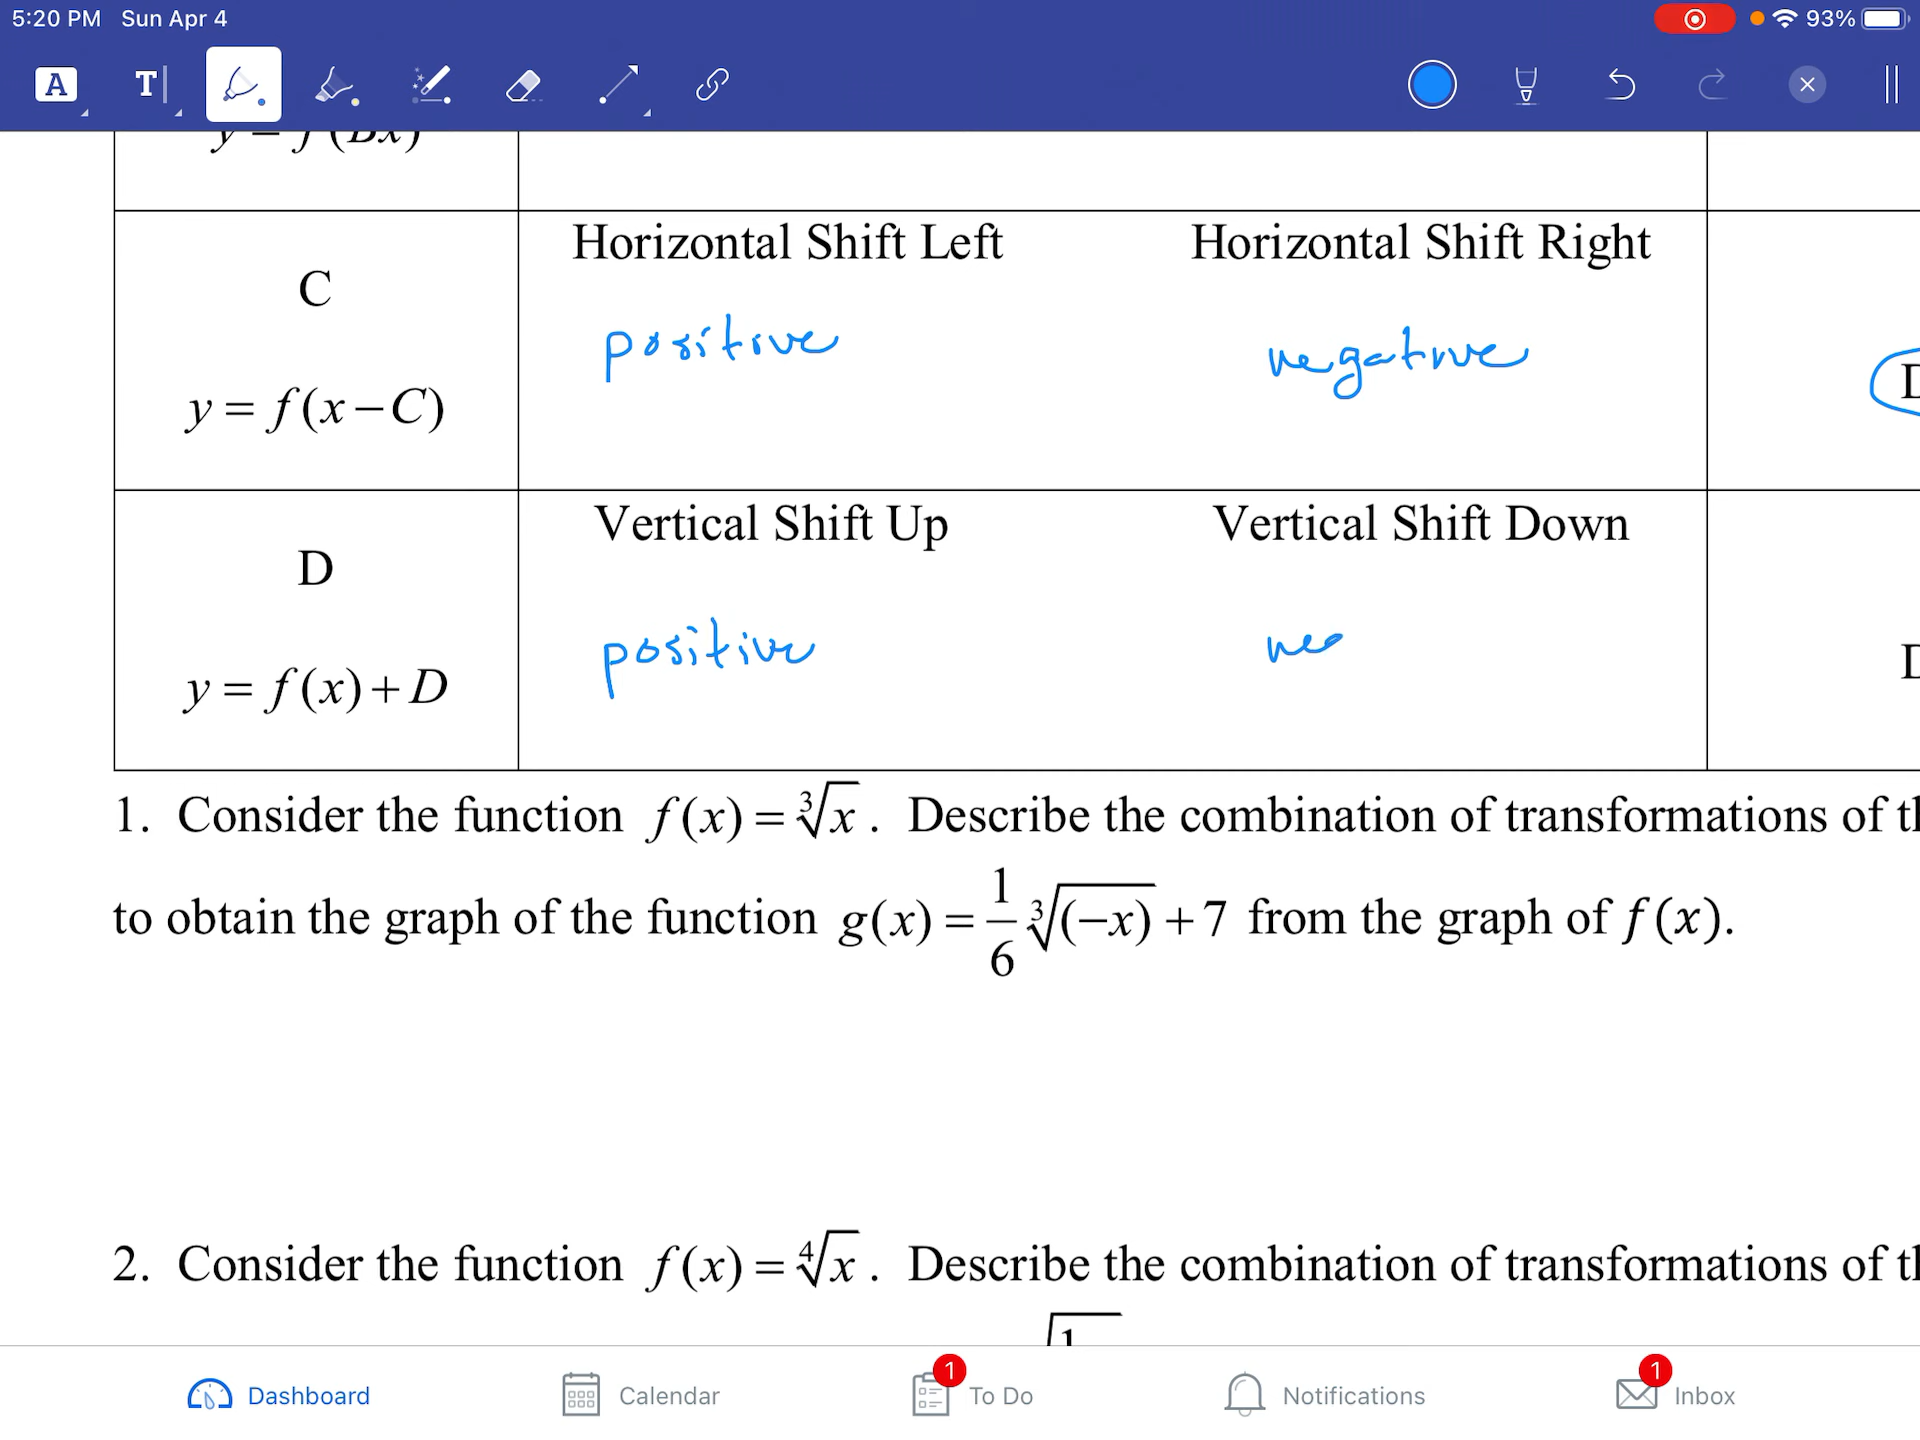 5:20 PM Sun Apr 4
93%
A T
y = f(Bx)
Horizontal Shift Left Horizontal Shift Right
C
positive negative
y = f(x − C)
Vertical Shift Up Vertical Shift Down
D
positive
y = f(x) + D
1. Consider the function f(x) = ∛x . Describe the combination of transformations of
to obtain the graph of the function g(x) = 1/6 ∛(−x) + 7 from the graph of f(x).
2. Consider the function f(x) = ∜x . Describe the combination of transformations of
1
Dashboard Calendar 1 To Do Notifications 1 Inbox